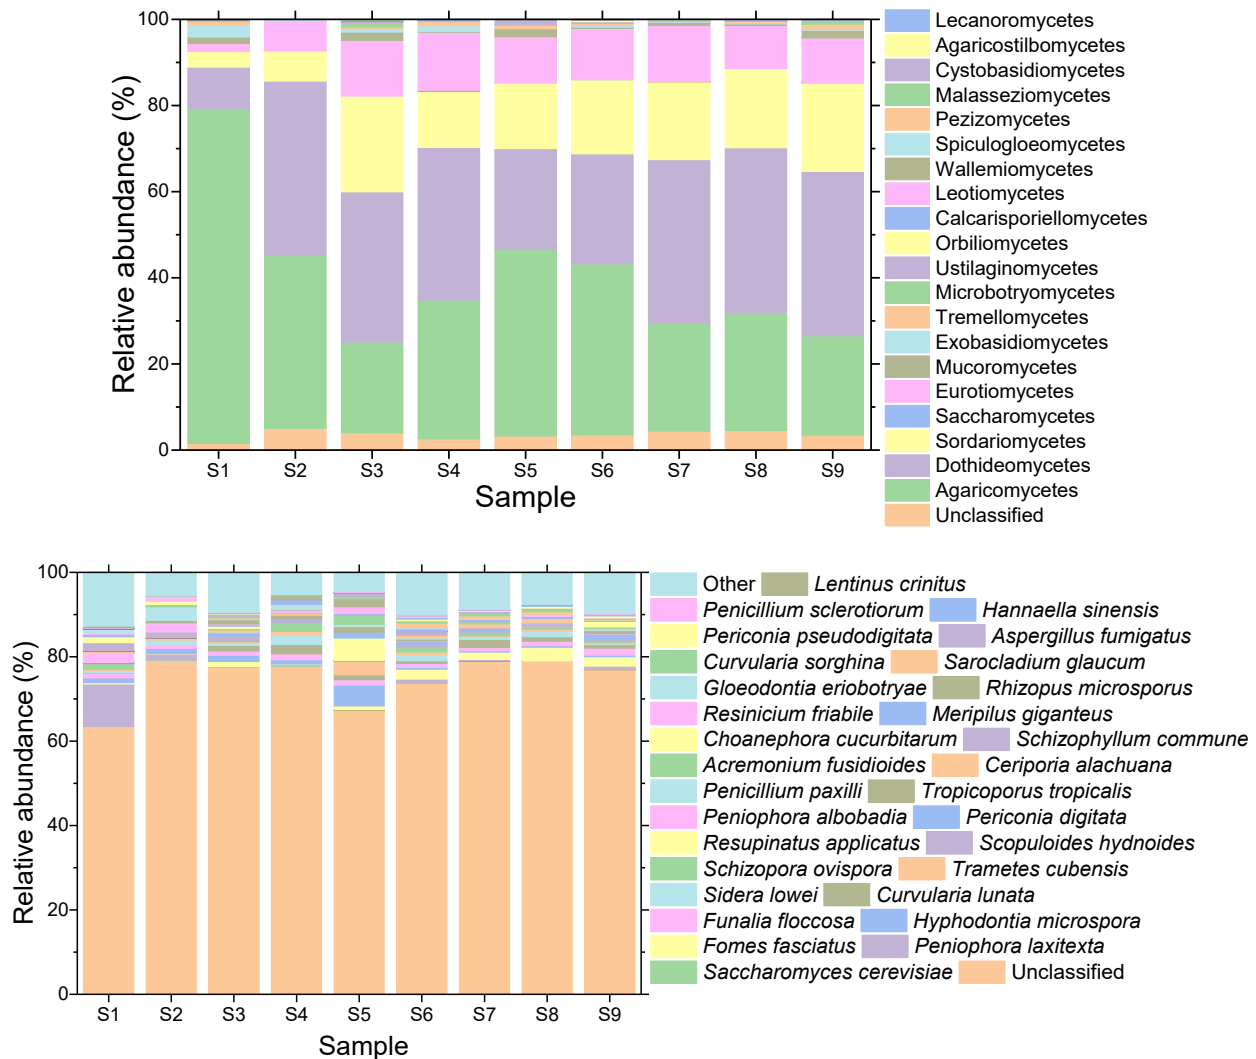 100
80
60
40
20
0
Relative abundance (%)
S1 S2 S3 S4 S5 S6 S7 S8 S9
Sample
Lecanoromycetes
Agaricostilbomycetes
Cystobasidiomycetes
Malasseziomycetes
Pezizomycetes
Spiculogloeomycetes
Wallemiomycetes
Leotiomycetes
Calcarisporiellomycetes
Orbiliomycetes
Ustilaginomycetes
Microbotryomycetes
Tremellomycetes
Exobasidiomycetes
Mucoromycetes
Eurotiomycetes
Saccharomycetes
Sordariomycetes
Dothideomycetes
Agaricomycetes
Unclassified
100
80
60
40
20
0
Relative abundance (%)
S1 S2 S3 S4 S5 S6 S7 S8 S9
Sample
Other Lentinus crinitus
Penicillium sclerotiorum Hannaella sinensis
Periconia pseudodigitata Aspergillus fumigatus
Curvularia sorghina Sarocladium glaucum
Gloeodontia eriobotryae Rhizopus microsporus
Resinicium friabile Meripilus giganteus
Choanephora cucurbitarum Schizophyllum commune
Acremonium fusidioides Ceriporia alachuana
Penicillium paxilli Tropicoporus tropicalis
Peniophora albobadia Periconia digitata
Resupinatus applicatus Scopuloides hydnoides
Schizopora ovispora Trametes cubensis
Sidera lowei Curvularia lunata
Funalia floccosa Hyphodontia microspora
Fomes fasciatus Peniophora laxitexta
Saccharomyces cerevisiae Unclassified